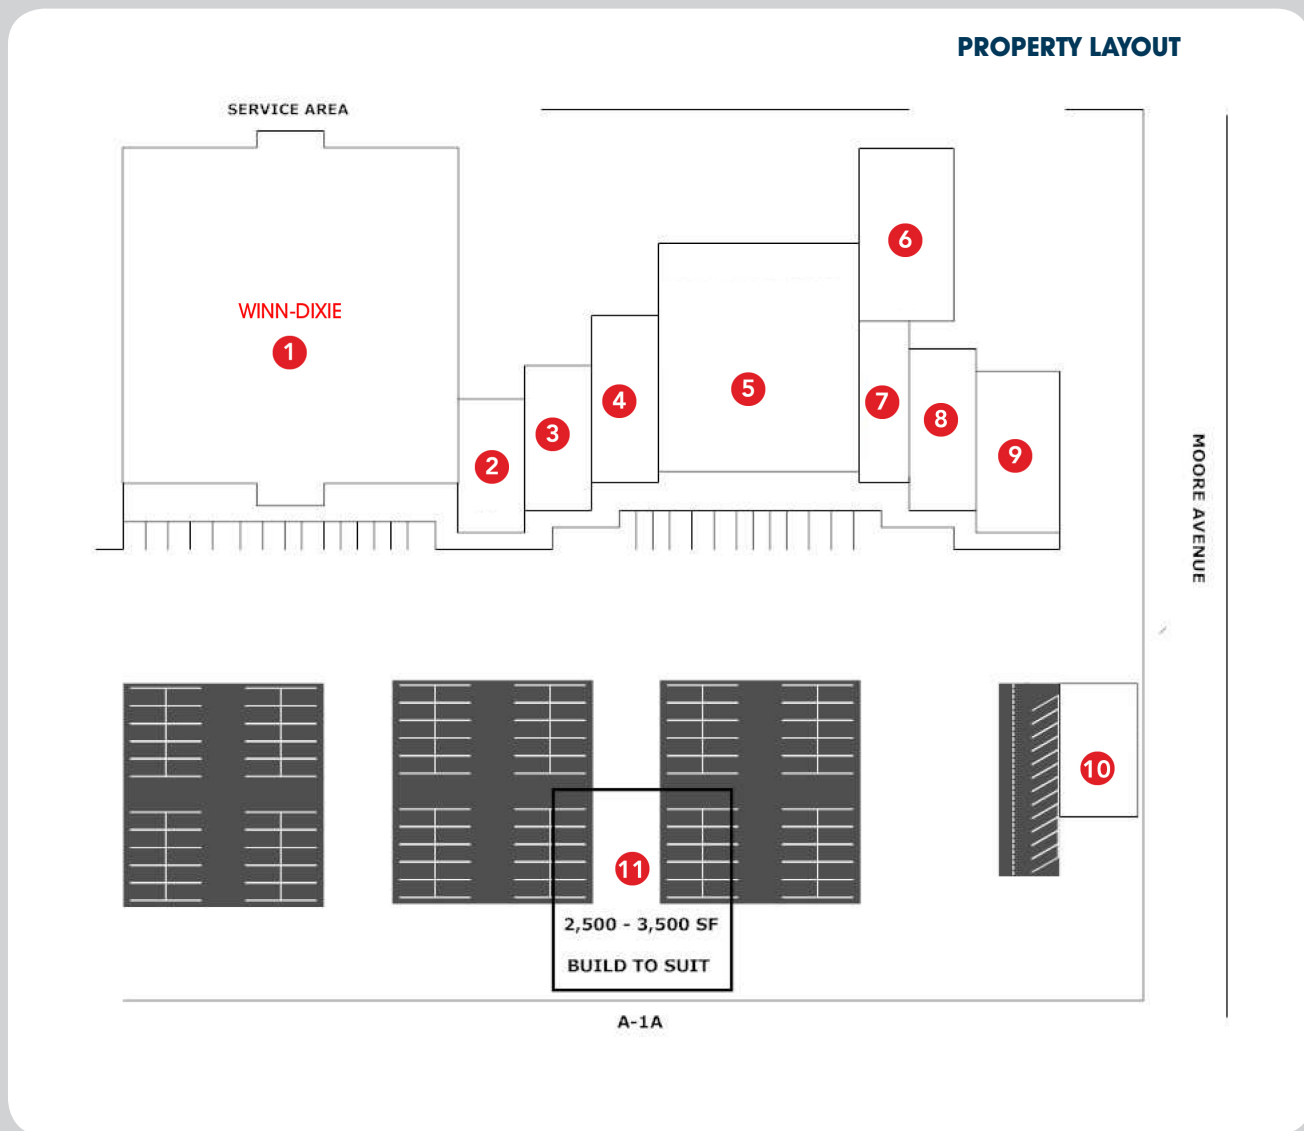 PROPERTY LAYOUT
SERVICE AREA
WINN-DIXIE
1
2
3
4
5
6
7
8
9
MOORE AVENUE
10
11
2,500 - 3,500 SF
BUILD TO SUIT
A-1A